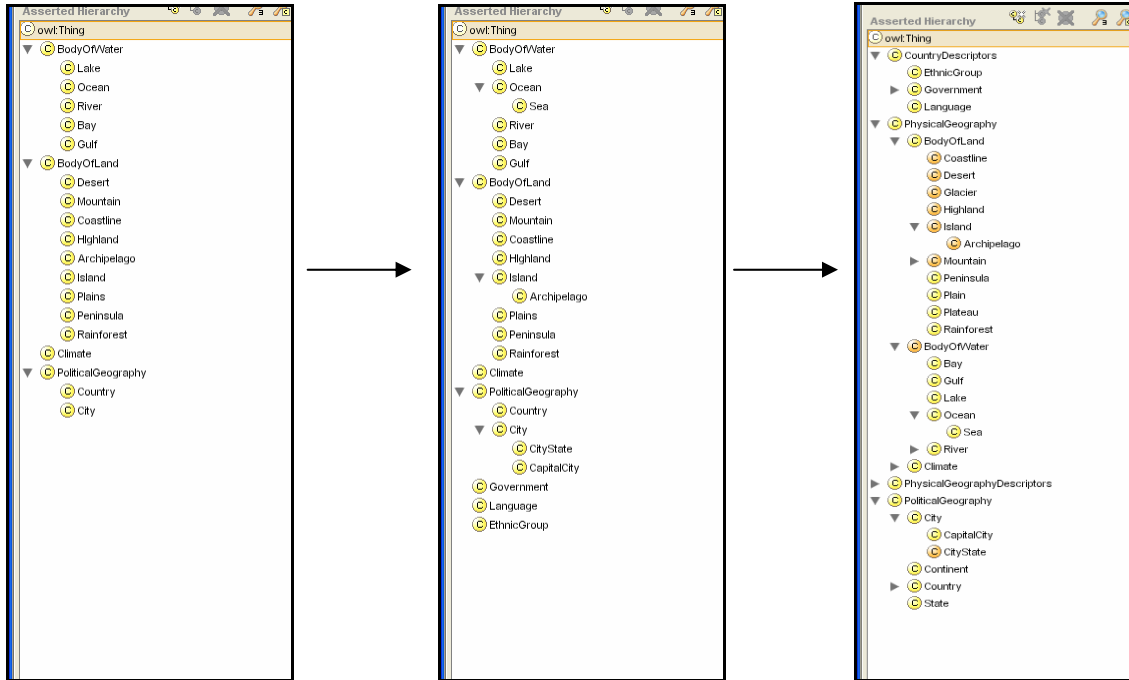 Asserted Hierarchy
owl:Thing
BodyOfWater
Lake
Ocean
River
Bay
Gulf
BodyOfLand
Desert
Mountain
Coastline
HIghland
Archipelago
Island
Plains
Peninsula
Rainforest
Climate
PoliticalGeography
Country
City
Asserted Hierarchy
owl:Thing
BodyOfWater
Lake
Ocean
Sea
River
Bay
Gulf
BodyOfLand
Desert
Mountain
Coastline
HIghland
Island
Archipelago
Plains
Peninsula
Rainforest
Climate
PoliticalGeography
Country
City
CityState
CapitalCity
Government
Language
EthnicGroup
Asserted Hierarchy
owl:Thing
CountryDescriptors
EthnicGroup
Government
Language
PhysicalGeography
BodyOfLand
Coastline
Desert
Glacier
Highland
Island
Archipelago
Mountain
Peninsula
Plain
Plateau
Rainforest
BodyOfWater
Bay
Gulf
Lake
Ocean
Sea
River
Climate
PhysicalGeographyDescriptors
PoliticalGeography
City
CapitalCity
CityState
Continent
Country
State